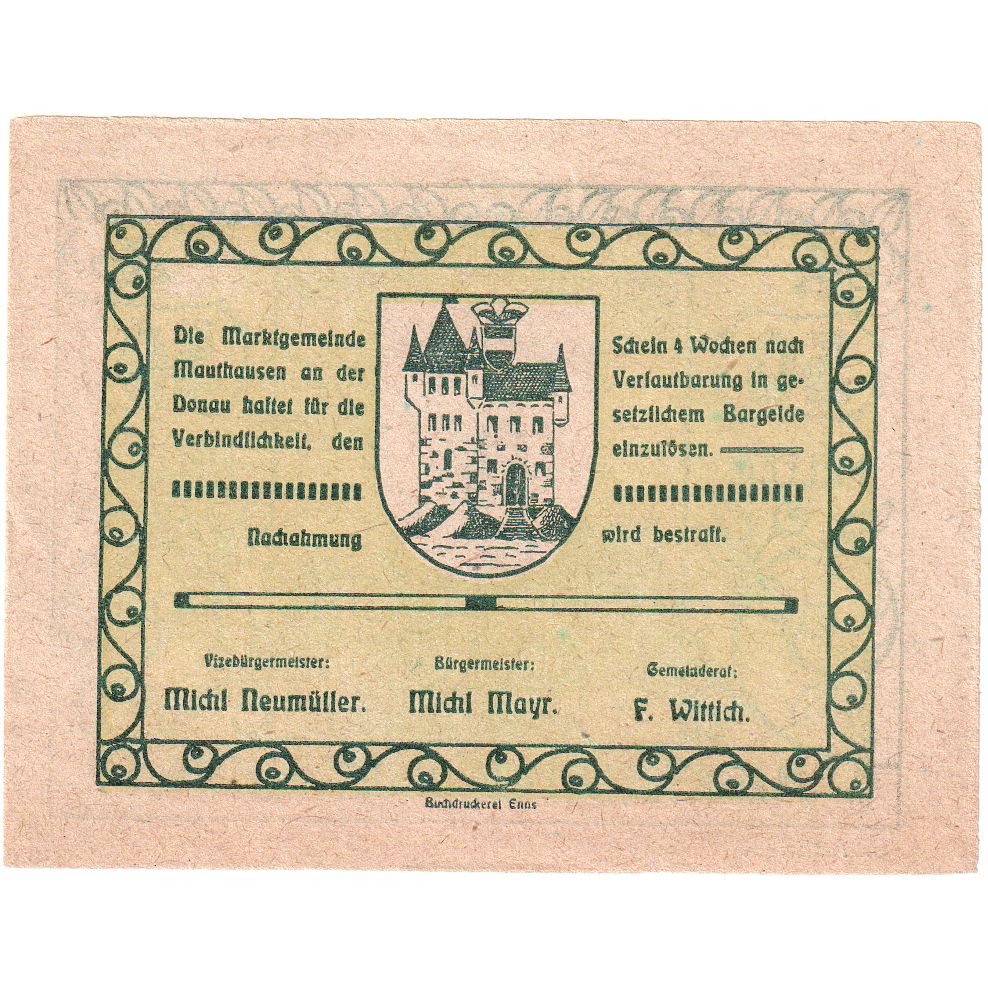 Die Marktgemeinde
Mauthausen an der
Donau haftet für die
Verbindlichkeit, den
Schein 4 Wochen nach
Verlautbarung in ge-
setzlichem Bargelde
einzulösen.
Nachahmung wird bestraft.
Vizebürgermeister: Bürgermeister: Gemeinderat:
Michl Neumüller. Michl Mayr. F. Wittich.
Buchdruckerei Enns